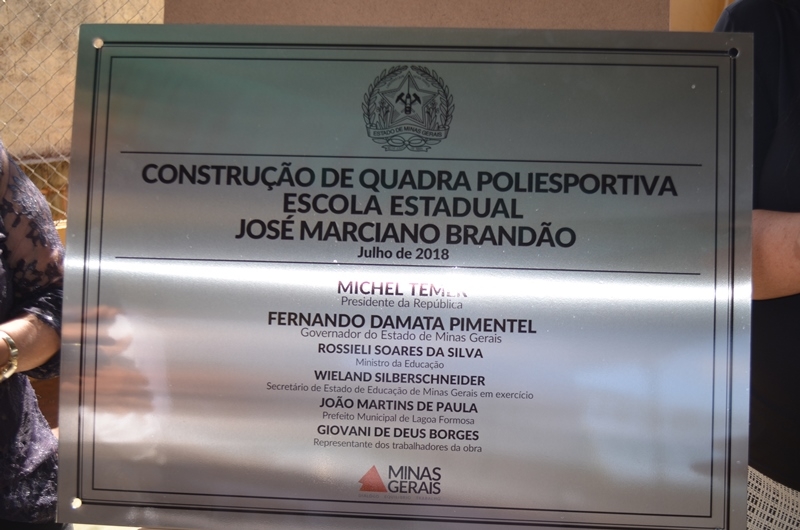 ESTADO DE MINAS GERAIS
CONSTRUÇÃO DE QUADRA POLIESPORTIVA
ESCOLA ESTADUAL
JOSÉ MARCIANO BRANDÃO
Julho de 2018
MICHEL TEMER
Presidente da República
FERNANDO DAMATA PIMENTEL
Governador do Estado de Minas Gerais
ROSSIELI SOARES DA SILVA
Ministro da Educação
WIELAND SILBERSCHNEIDER
Secretário de Estado de Educação de Minas Gerais em exercício
JOÃO MARTINS DE PAULA
Prefeito Municipal de Lagoa Formosa
GIOVANI DE DEUS BORGES
Representante dos trabalhadores da obra
MINAS
GERAIS